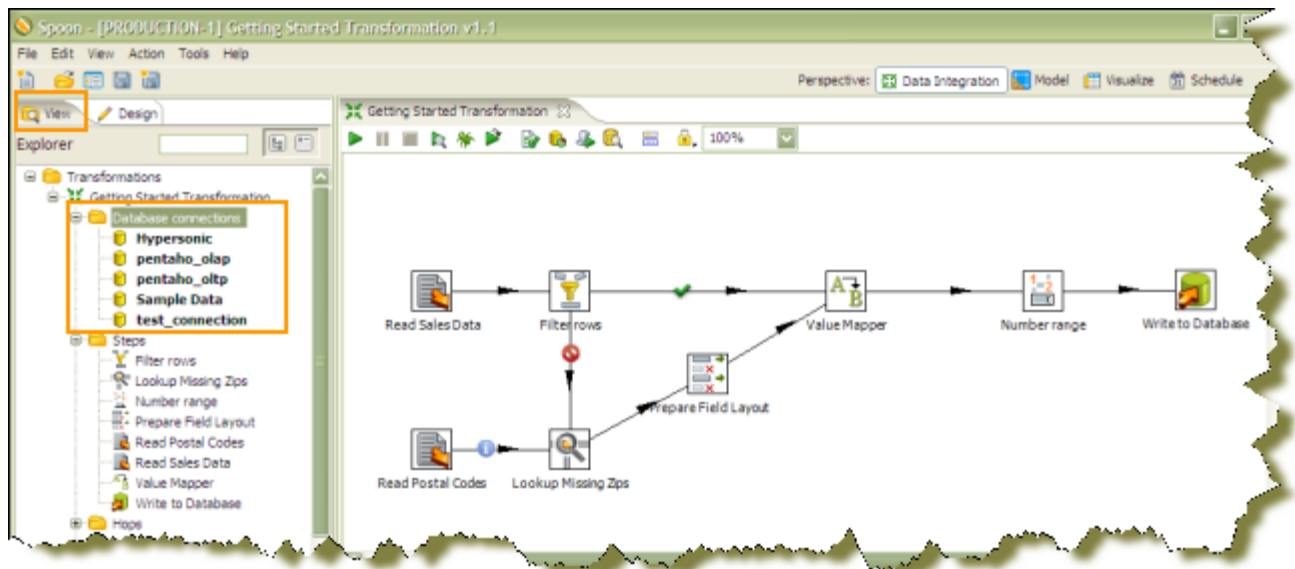 Spoon - [PRODUCTION-1] Getting Started Transformation v1.1
File Edit View Action Tools Help
Perspective: Data Integration Model Visualize Schedule
View Design
Getting Started Transformation
Explorer
100%
Transformations
Getting Started Transformation
Database connections
Hypersonic
pentaho_olap
pentaho_oltp
Sample Data
test_connection
Steps
Filter rows
Lookup Missing Zips
Number range
Prepare Field Layout
Read Postal Codes
Read Sales Data
Value Mapper
Write to Database
Hops
Read Sales Data
Filter rows
A B
Value Mapper
1-2
Number range
Write to Database
Prepare Field Layout
Read Postal Codes
Lookup Missing Zips